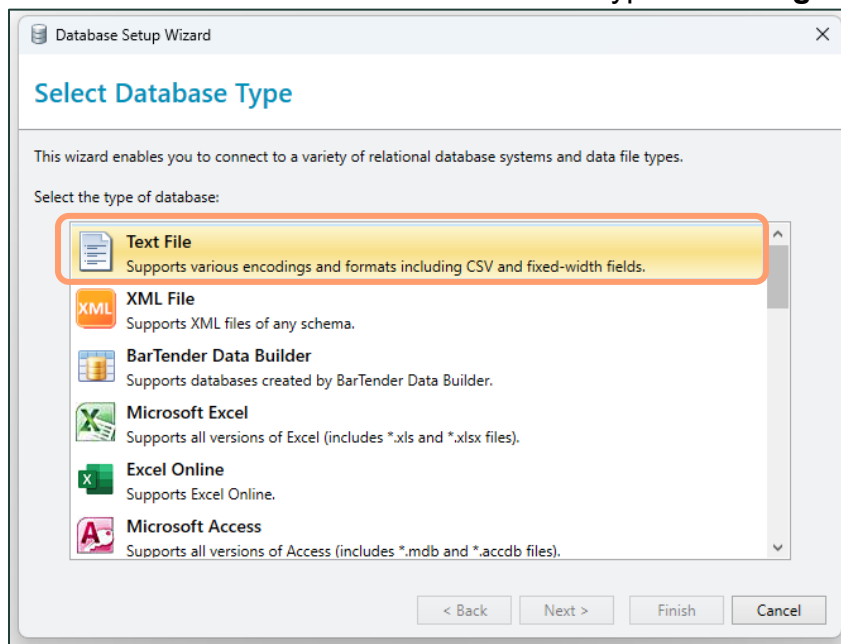 Database Setup Wizard
Select Database Type
This wizard enables you to connect to a variety of relational database systems and data file types.
Select the type of database:
Text File
Supports various encodings and formats including CSV and fixed-width fields.
XML
XML File
Supports XML files of any schema.
BarTender Data Builder
Supports databases created by BarTender Data Builder.
Microsoft Excel
Supports all versions of Excel (includes *.xls and *.xlsx files).
Excel Online
Supports Excel Online.
Microsoft Access
Supports all versions of Access (includes *.mdb and *.accdb files).
< Back Next > Finish Cancel